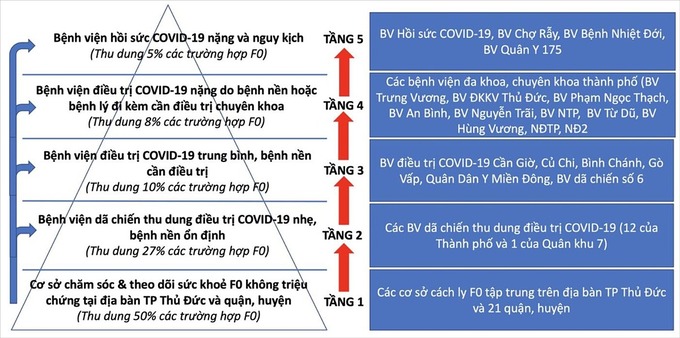 Bệnh viện hồi sức COVID-19 nặng và nguy kịch
(Thu dung 5% các trường hợp F0)
TẦNG 5
BV Hồi sức COVID-19, BV Chợ Rẫy, BV Bệnh Nhiệt Đới,
BV Quân Y 175
Bệnh viện điều trị COVID-19 nặng do bệnh nền hoặc
bệnh lý đi kèm cần điều trị chuyên khoa
(Thu dung 8% các trường hợp F0)
TẦNG 4
Các bệnh viện đa khoa, chuyên khoa thành phố (BV
Trưng Vương, BV ĐKKV Thủ Đức, BV Phạm Ngọc Thạch,
BV An Bình, BV Nguyễn Trãi, BV NTP, BV Từ Dũ, BV
Hùng Vương, NĐTP, NĐ2
Bệnh viện điều trị COVID-19 trung bình, bệnh nền
cần điều trị
(Thu dung 10% các trường hợp F0)
TẦNG 3
BV điều trị COVID-19 Cần Giờ, Củ Chi, Bình Chánh, Gò
Vấp, Quân Dân Y Miền Đông, BV dã chiến số 6
Bệnh viện dã chiến thu dung điều trị COVID-19 nhẹ,
bệnh nền ổn định
(Thu dung 27% các trường hợp F0)
TẦNG 2
Các BV dã chiến thu dung điều trị COVID-19 (12 của
Thành phố và 1 của Quân khu 7)
Cơ sở chăm sóc & theo dõi sức khoẻ F0 không triệu
chứng tại địa bàn TP Thủ Đức và quận, huyện
(Thu dung 50% các trường hợp F0)
TẦNG 1
Các cơ sở cách ly F0 tập trung trên địa bàn TP Thủ Đức
và 21 quận, huyện